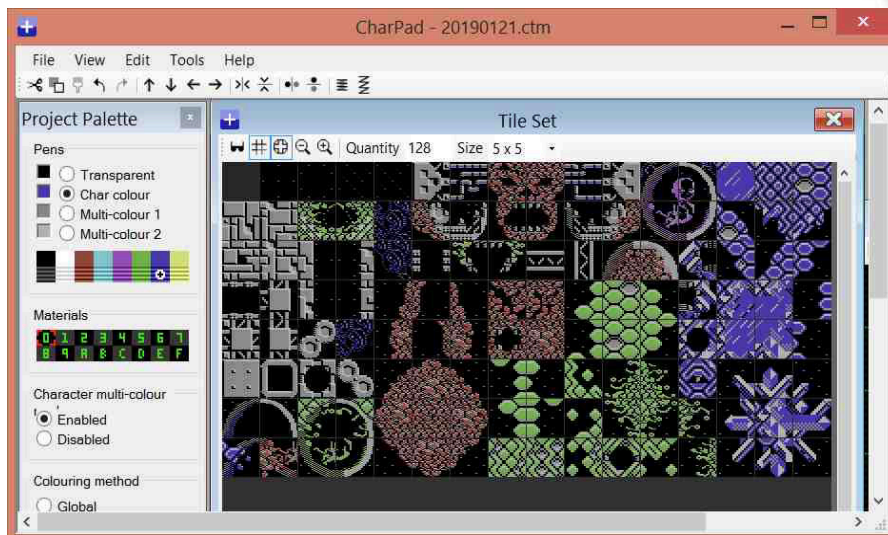 CharPad - 20190121.ctm
File View Edit Tools Help
Project Palette
Tile Set
Quantity 128 Size 5 x 5
Pens
Transparent
Char colour
Multi-colour 1
Multi-colour 2
Materials
0 1 2 3 4 5 6 7
8 9 A B C D E F
Character multi-colour
Enabled
Disabled
Colouring method
Global